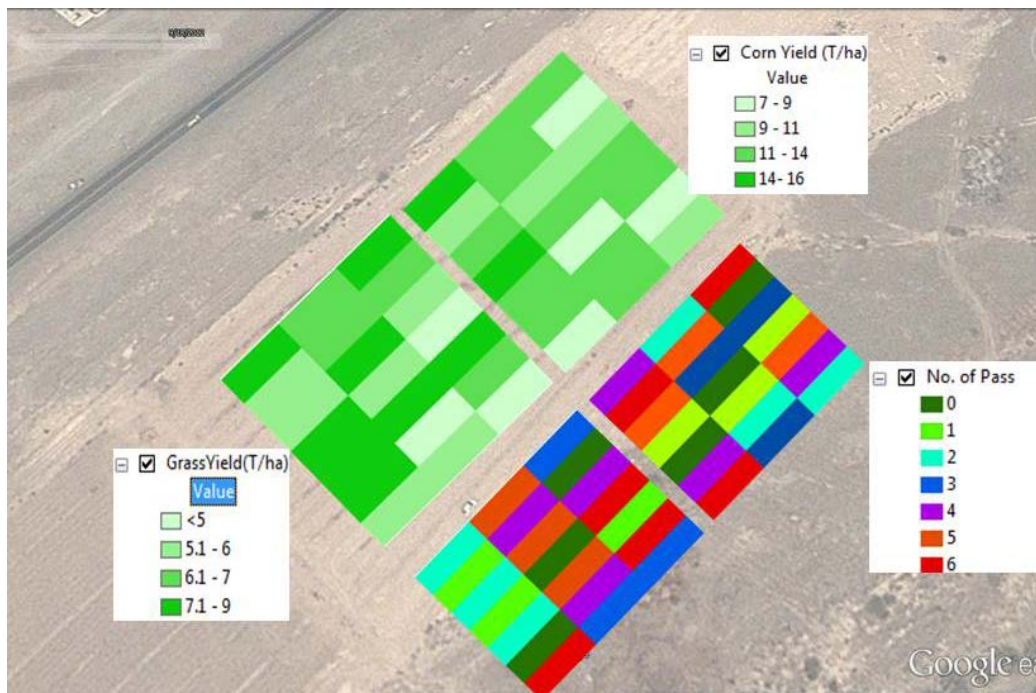 Corn Yield (T/ha)
Value
7 - 9
9 - 11
11 - 14
14- 16
No. of Pass
0
1
2
3
4
5
6
GrassYield(T/ha)
Value
<5
5.1 - 6
6.1 - 7
7.1 - 9
Google e